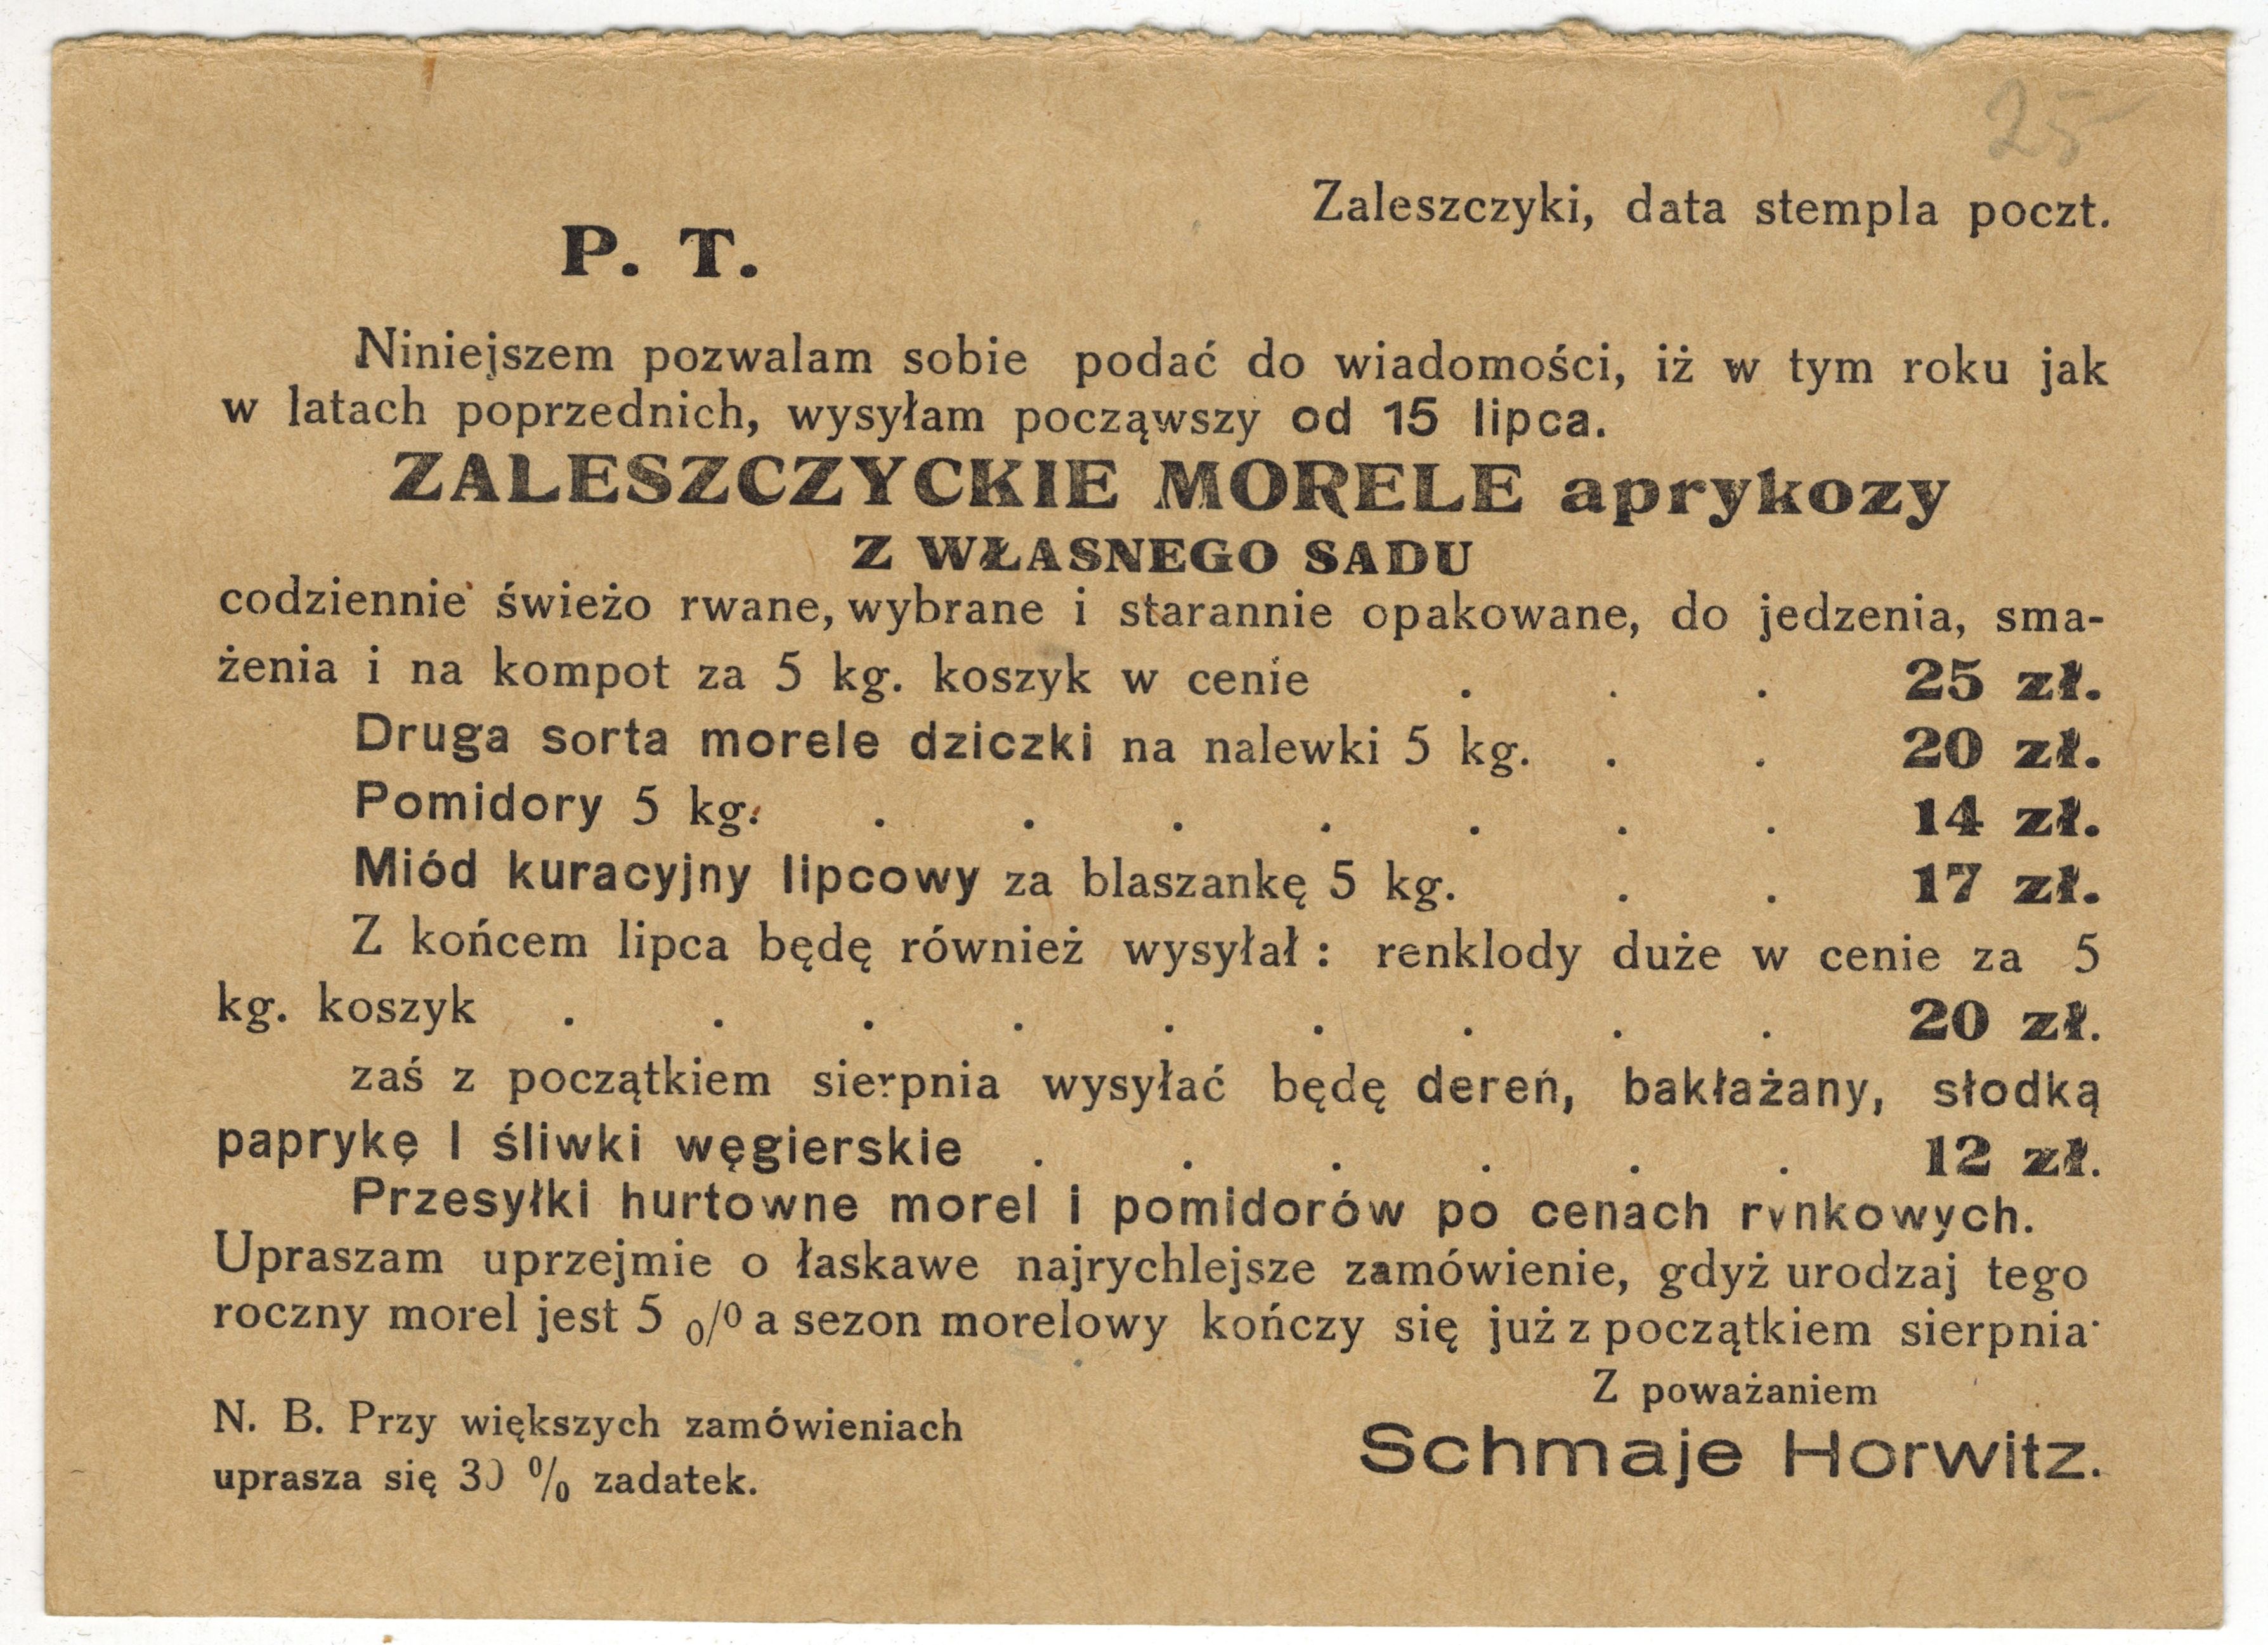 25
Zaleszczyki, data stempla poczt.
P. T.
Niniejszem pozwalam sobie podać do wiadomości, iż w tym roku jak
w latach poprzednich, wysyłam począwszy od 15 lipca.
ZALESZCZYCKIE MORELE aprykozy
Z WŁASNEGO SADU
codziennie świeżo rwane, wybrane i starannie opakowane, do jedzenia, sma-
żenia i na kompot za 5 kg. koszyk w cenie . . . 25 zł.
Druga sorta morele dziczki na nalewki 5 kg. . . 20 zł.
Pomidory 5 kg. . . . . . . . 14 zł.
Miód kuracyjny lipcowy za blaszankę 5 kg. . . 17 zł.
Z końcem lipca będę również wysyłał : renklody duże w cenie za 5
kg. koszyk . . . . . . . . . 20 zł.
zaś z początkiem sierpnia wysyłać będę dereń, bakłażany, słodką
paprykę I śliwki węgierskie . . . . . . 12 zł.
Przesyłki hurtowne morel i pomidorów po cenach rynkowych.
Upraszam uprzejmie o łaskawe najrychlejsze zamówienie, gdyż urodzaj tego
roczny morel jest 5 0/0 a sezon morelowy kończy się już z początkiem sierpnia·
Z poważaniem
Schmaje Horwitz.
N. B. Przy większych zamówieniach
uprasza się 30 % zadatek.